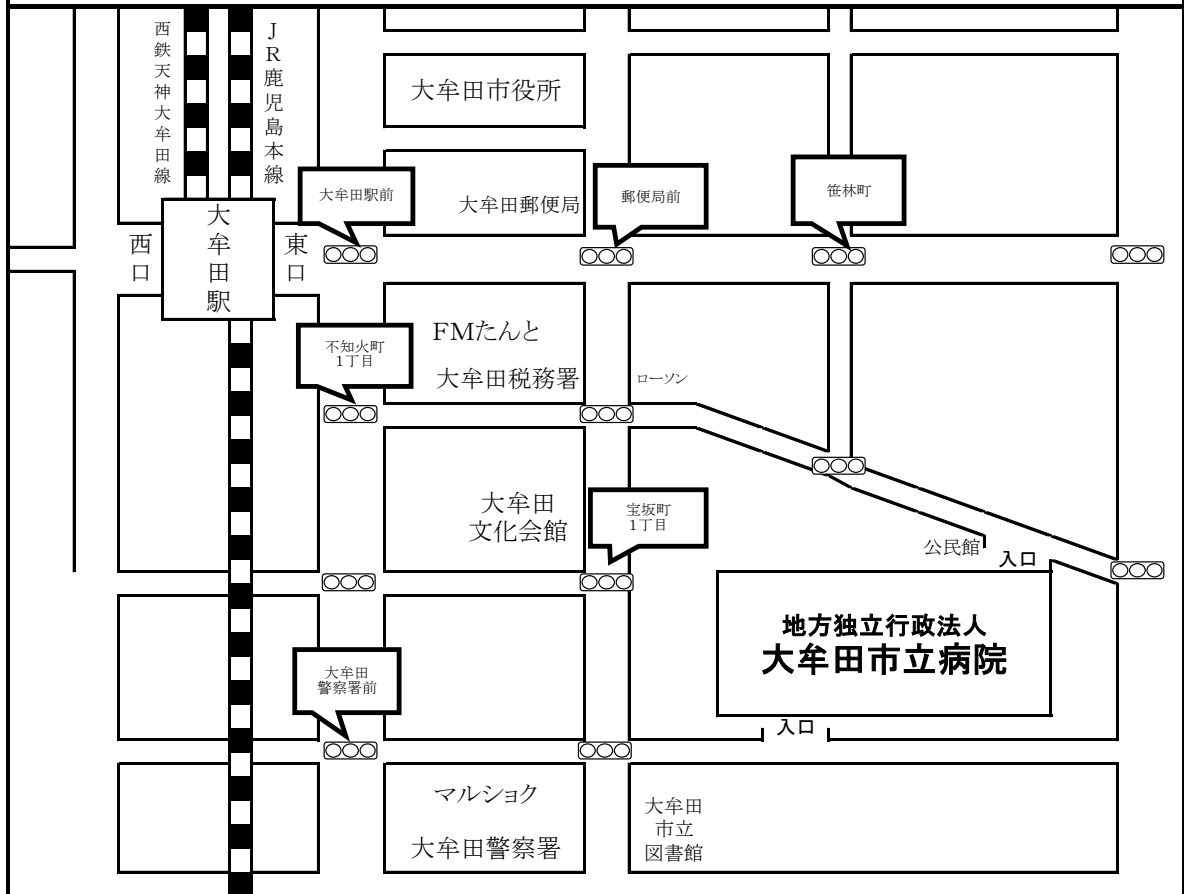 西鉄天神大牟田線
JR鹿児島本線
大牟田市役所
大牟田駅前
大牟田郵便局
郵便局前
笹林町
西口
大牟田駅
東口
不知火町
1丁目
FMたんと
大牟田税務署
ローソン
大牟田
文化会館
宝坂町
1丁目
公民館
入口
地方独立行政法人
大牟田市立病院
大牟田
警察署前
入口
マルショク
大牟田警察署
大牟田
市立
図書館